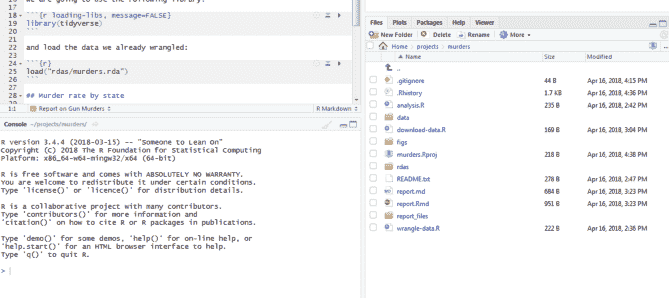 we are going to use the following library:
17
18 ```{r loading-libs, message=FALSE}
19 library(tidyverse)
20 ```
21
22 and load the data we already wrangled:
23
24 ```{r}
25 load("rdas/murders.rda")
26 ```
27
28 ## Murder rate by state
1:1 Report on Gun Murders R Markdown
Console ~/projects/murders/
R version 3.4.4 (2018-03-15) -- "Someone to Lean On"
Copyright (C) 2018 The R Foundation for Statistical Computing
Platform: x86_64-w64-mingw32/x64 (64-bit)
R is free software and comes with ABSOLUTELY NO WARRANTY.
You are welcome to redistribute it under certain conditions.
Type 'license()' or 'licence()' for distribution details.
R is a collaborative project with many contributors.
Type 'contributors()' for more information and
'citation()' on how to cite R or R packages in publications.
Type 'demo()' for some demos, 'help()' for on-line help, or
'help.start()' for an HTML browser interface to help.
Type 'q()' to quit R.
>
Files Plots Packages Help Viewer
New Folder Delete Rename More
Home projects murders
Name Size Modified
..
.gitignore 44 B Apr 16, 2018, 4:15 PM
.Rhistory 1.7 KB Apr 16, 2018, 4:36 PM
analysis.R 235 B Apr 16, 2018, 2:42 PM
data
download-data.R 169 B Apr 16, 2018, 3:04 PM
figs
murders.Rproj 218 B Apr 16, 2018, 4:38 PM
rdas
README.txt 278 B Apr 16, 2018, 2:47 PM
report.md 684 B Apr 16, 2018, 3:23 PM
report.Rmd 951 B Apr 16, 2018, 3:23 PM
report_files
wrangle-data.R 222 B Apr 16, 2018, 2:38 PM